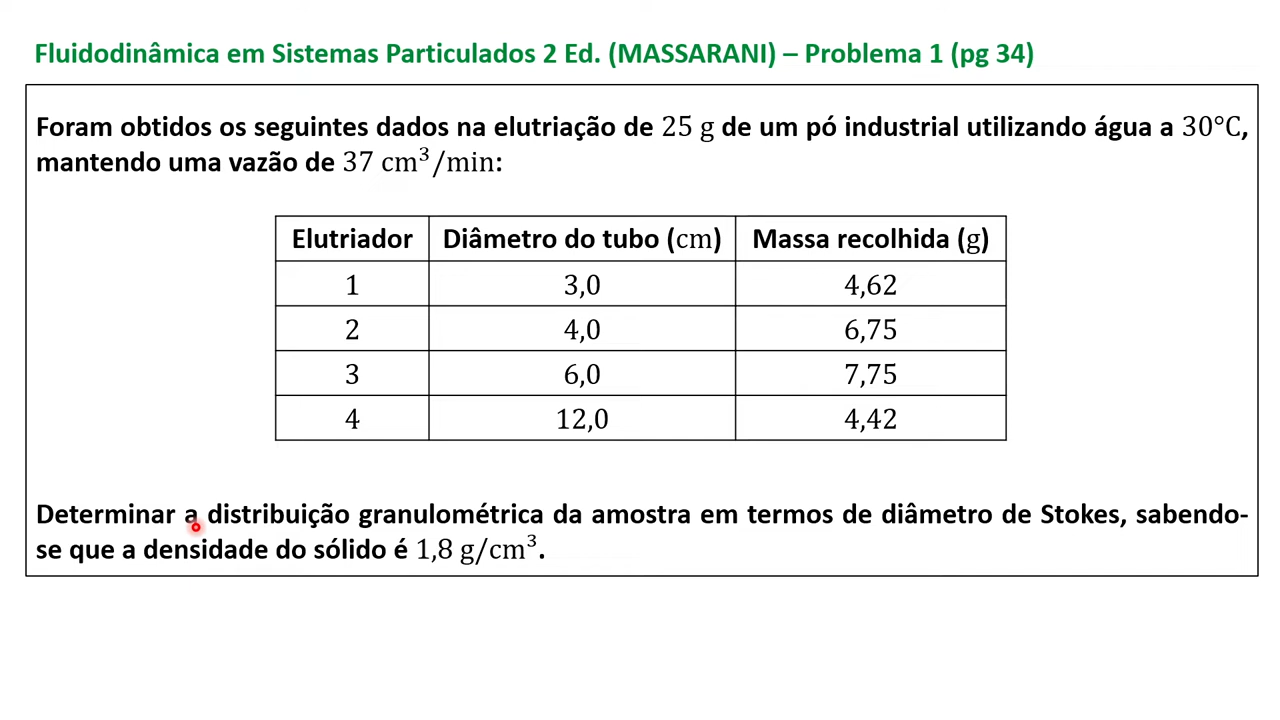 Fluidodinâmica em Sistemas Particulados 2 Ed. (MASSARANI) – Problema 1 (pg 34)
Foram obtidos os seguintes dados na elutriação de 25 g de um pó industrial utilizando água a 30°C,
mantendo uma vazão de 37 cm³/min:
Elutriador Diâmetro do tubo (cm) Massa recolhida (g)
1 3,0 4,62
2 4,0 6,75
3 6,0 7,75
4 12,0 4,42
Determinar a distribuição granulométrica da amostra em termos de diâmetro de Stokes, sabendo-
se que a densidade do sólido é 1,8 g/cm³.